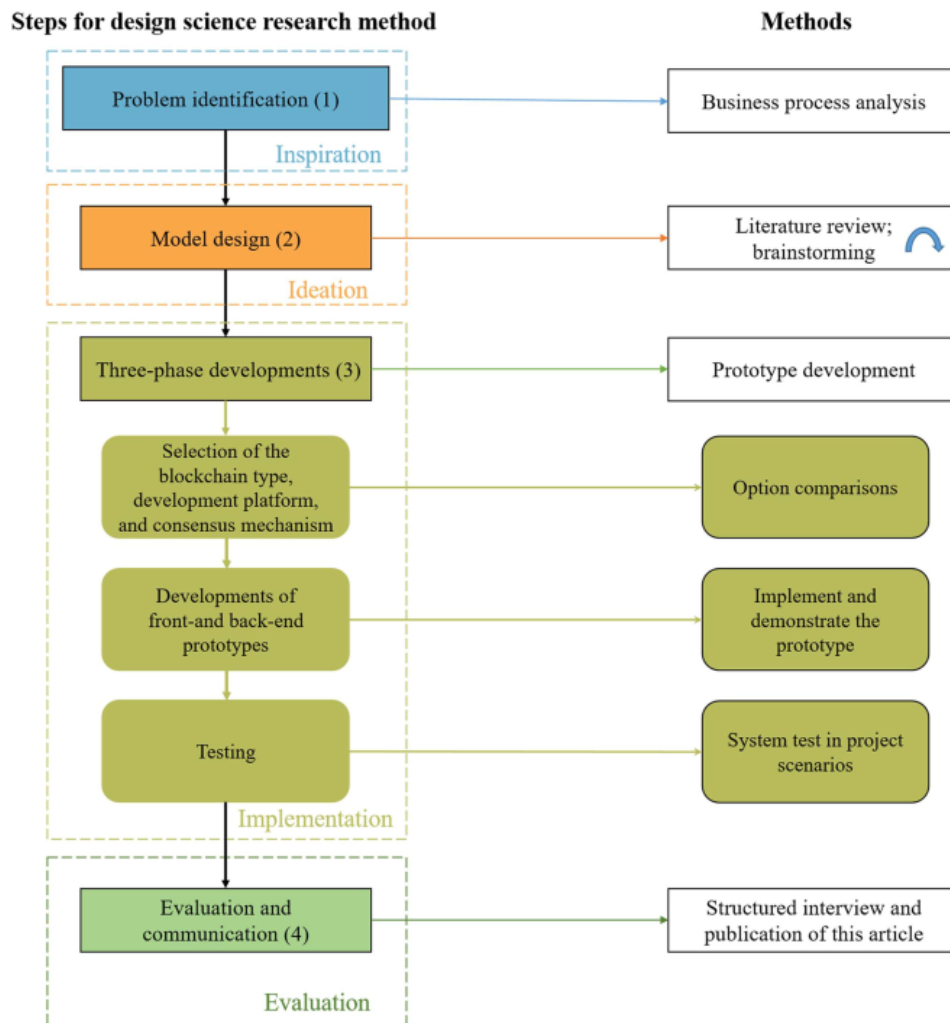 Steps for design science research method
Methods
Problem identification (1)
Business process analysis
Inspiration
Model design (2)
Literature review;
brainstorming
Ideation
Three-phase developments (3)
Prototype development
Selection of the
blockchain type,
development platform,
and consensus mechanism
Option comparisons
Developments of
front-and back-end
prototypes
Implement and
demonstrate the
prototype
Testing
System test in project
scenarios
Implementation
Evaluation and
communication (4)
Structured interview and
publication of this article
Evaluation